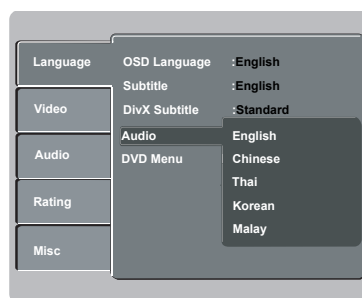 Language
Video
Audio
Rating
Misc
OSD Language :English
Subtitle :English
DivX Subtitle :Standard
Audio
DVD Menu
English
Chinese
Thai
Korean
Malay